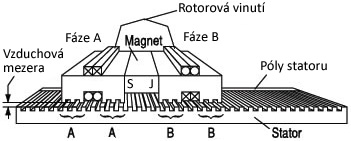 Rotorová vinutí
Fáze A
Magnet
Fáze B
Vzduchová
mezera
Póly statoru
S J
A A B B
Stator